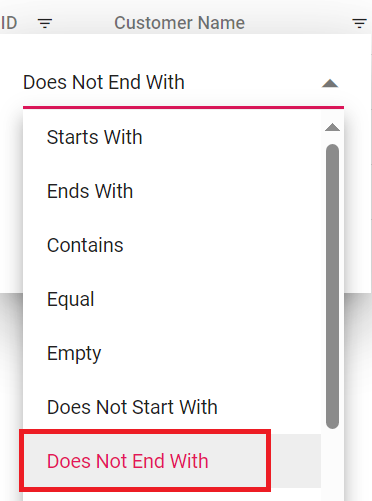 ID Customer Name
Does Not End With
Starts With
Ends With
Contains
Equal
Empty
Does Not Start With
Does Not End With